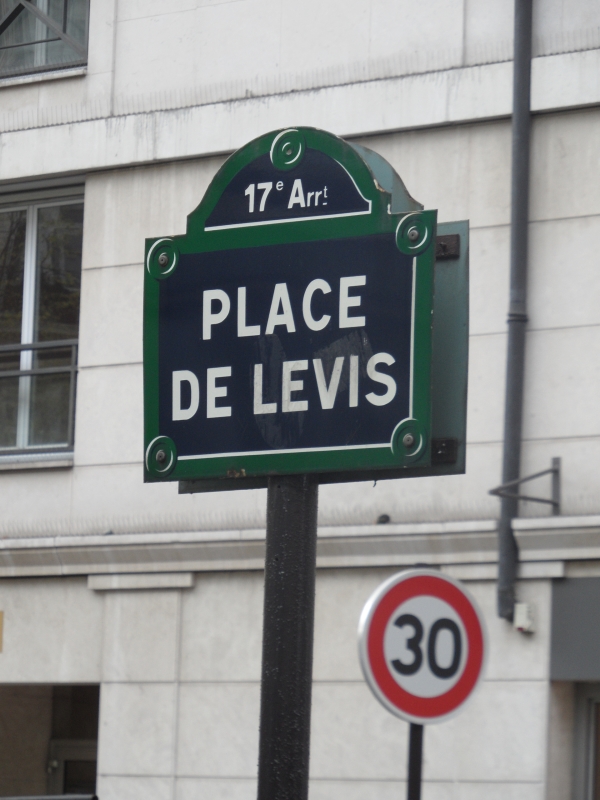 17e Arrt
PLACE
DE LEVIS
30